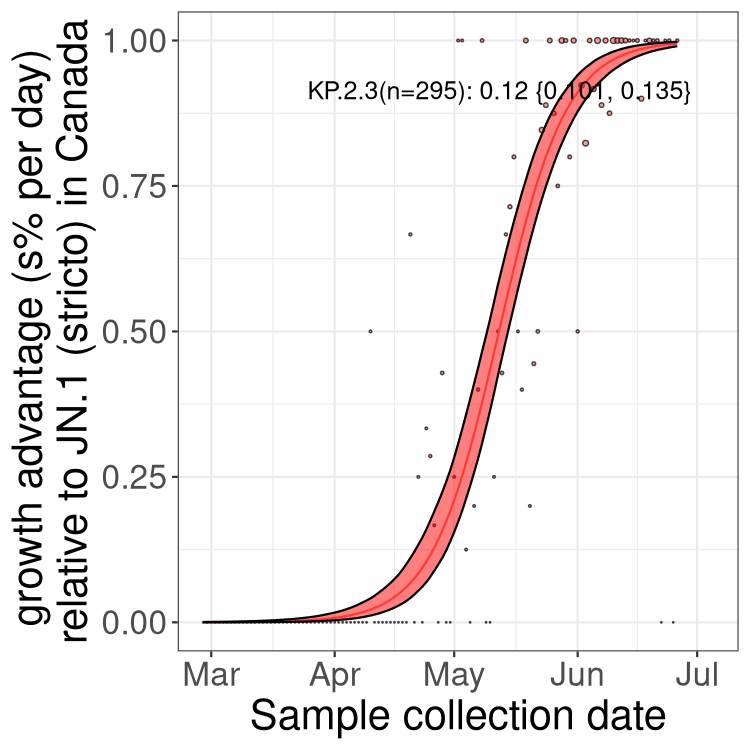 growth advantage (s% per day)
relative to JN.1 (stricto)  in Canada
1.00
0.75
0.50
0.25
0.00
KP.2.3(n=295): 0.12 {0.101, 0.135}
Mar
Apr
May
Jun
Jul
Sample collection date